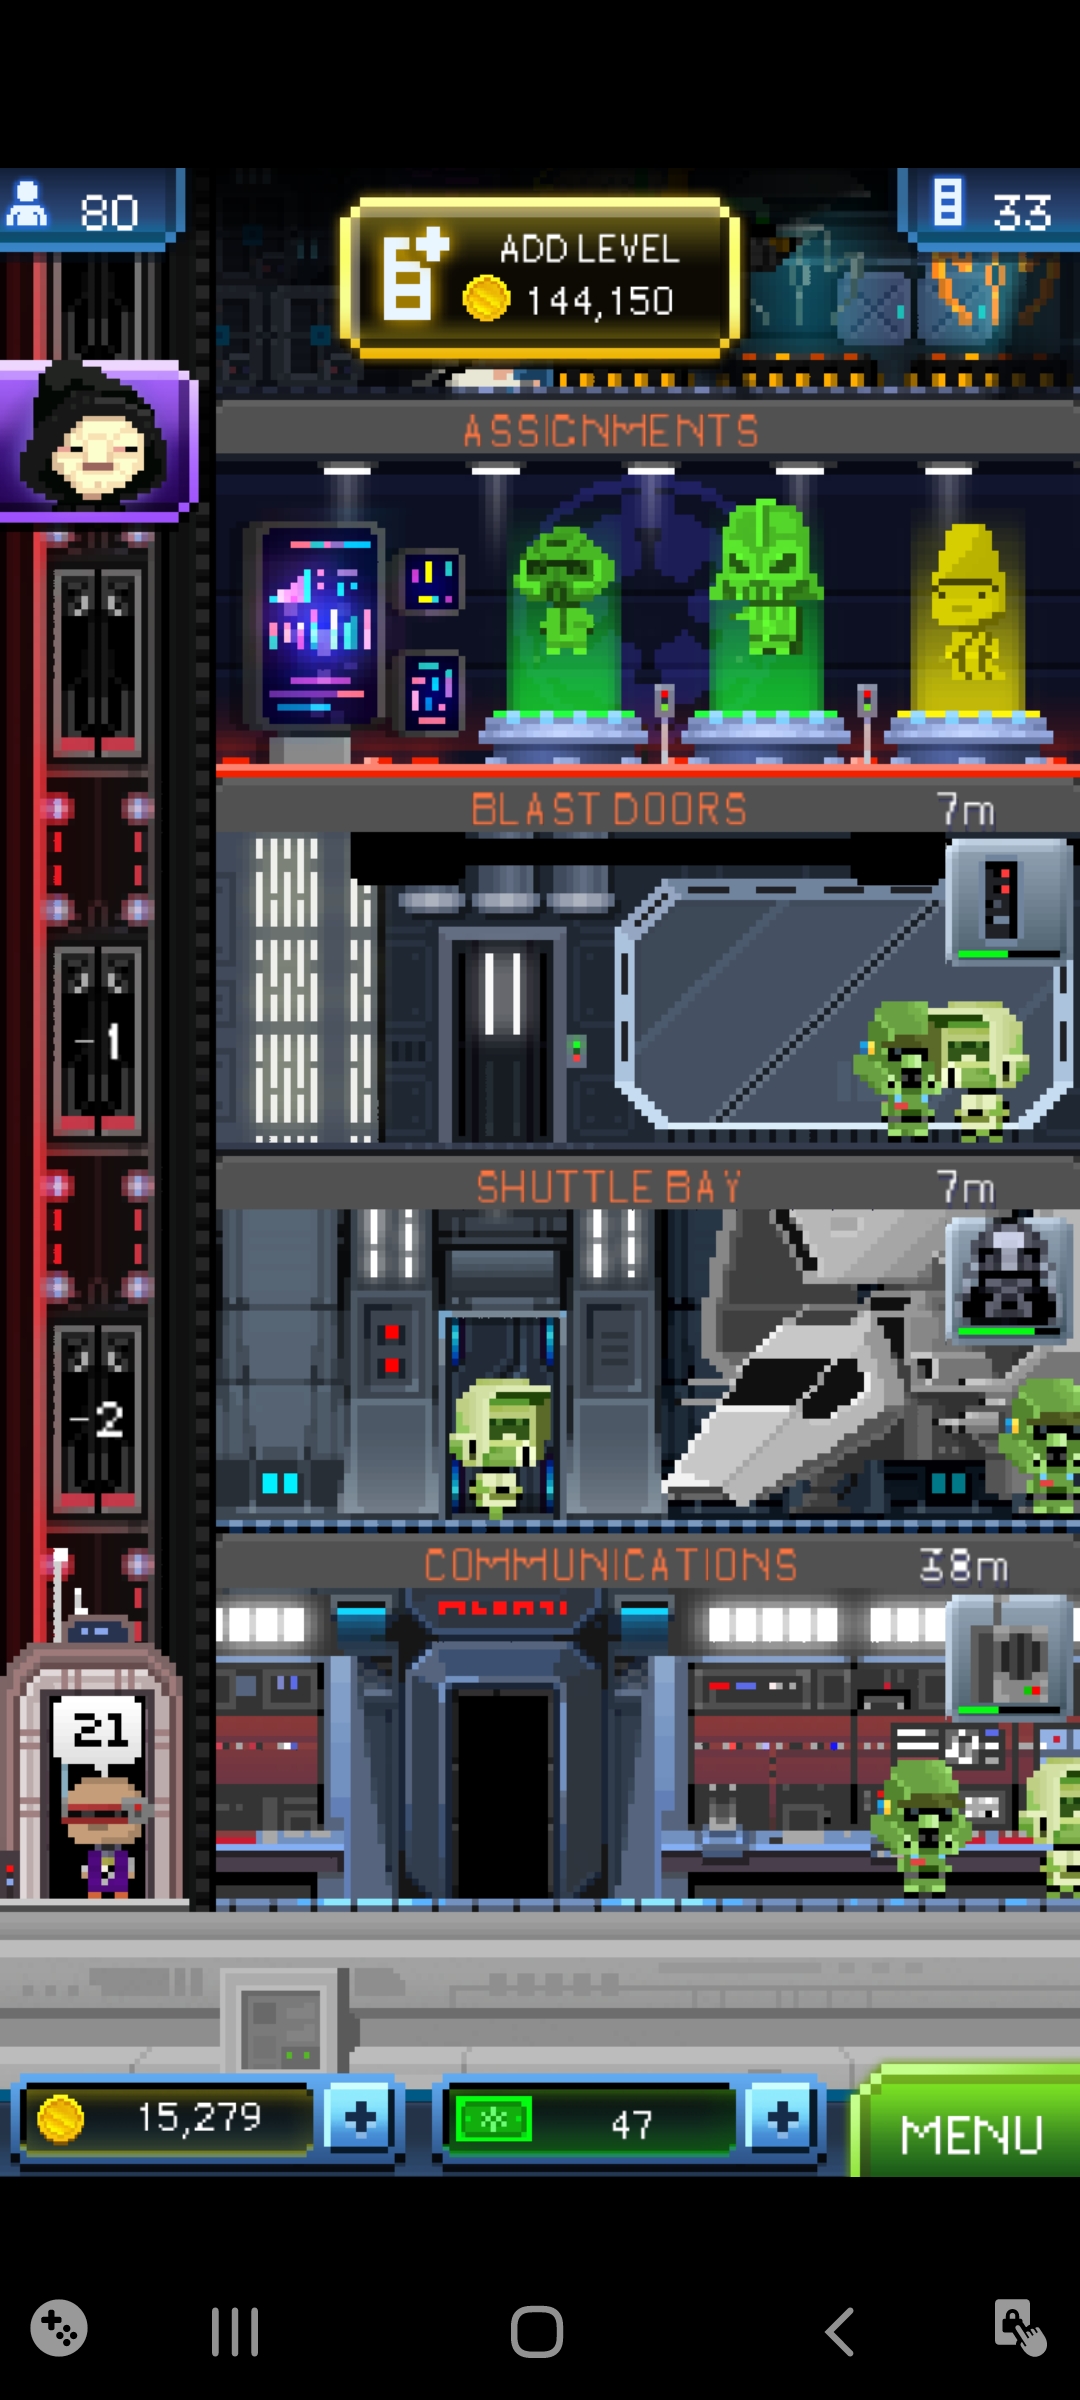 80
ADD LEVEL
144,150
33
ASSIGNMENTS
BLAST DOORS 7m
-1
SHUTTLE BAY 7m
-2
COMMUNICATIONS 38m
21
15,279
47
MENU